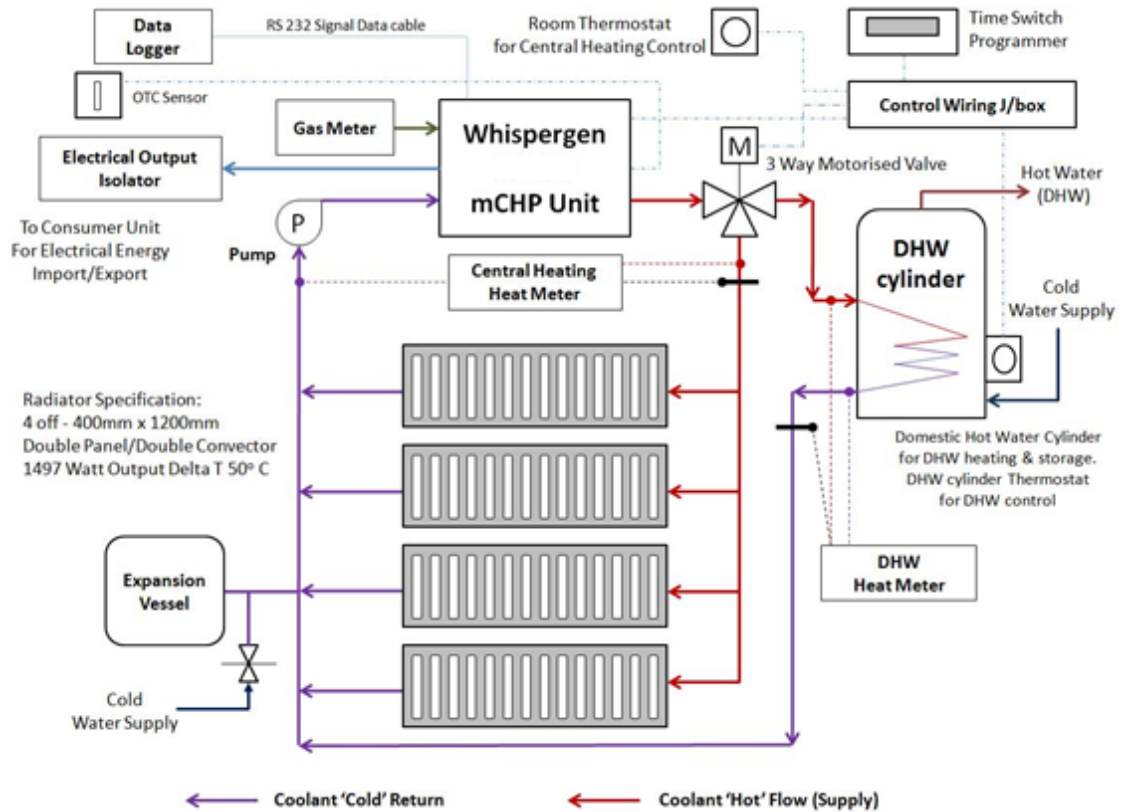 Data
Logger
RS 232 Signal Data cable
Room Thermostat
for Central Heating Control
Time Switch
Programmer
OTC Sensor
Gas Meter
Whispergen
mCHP Unit
Control Wiring J/box
Electrical Output
Isolator
M
3 Way Motorised Valve
Hot Water
(DHW)
To Consumer Unit
For Electrical Energy
Import/Export
P
Pump
Central Heating
Heat Meter
DHW
cylinder
Cold
Water Supply
Radiator Specification:
4 off - 400mm x 1200mm
Double Panel/Double Convector
1497 Watt Output Delta T 50° C
Domestic Hot Water Cylinder
for DHW heating & storage.
DHW cylinder Thermostat
for DHW control
Expansion
Vessel
DHW
Heat Meter
Cold
Water Supply
Coolant 'Cold' Return
Coolant 'Hot' Flow (Supply)